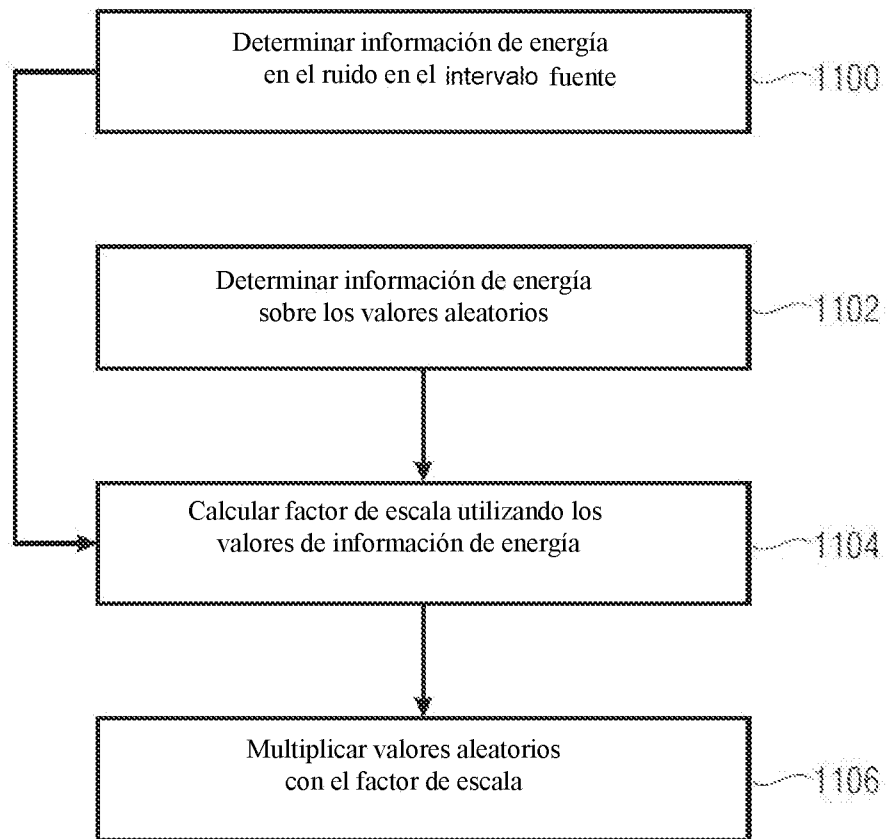 Determinar información de energía
en el ruido en el intervalo fuente
1100
Determinar información de energía
sobre los valores aleatorios
1102
Calcular factor de escala utilizando los
valores de información de energía
1104
Multiplicar valores aleatorios
con el factor de escala
1106